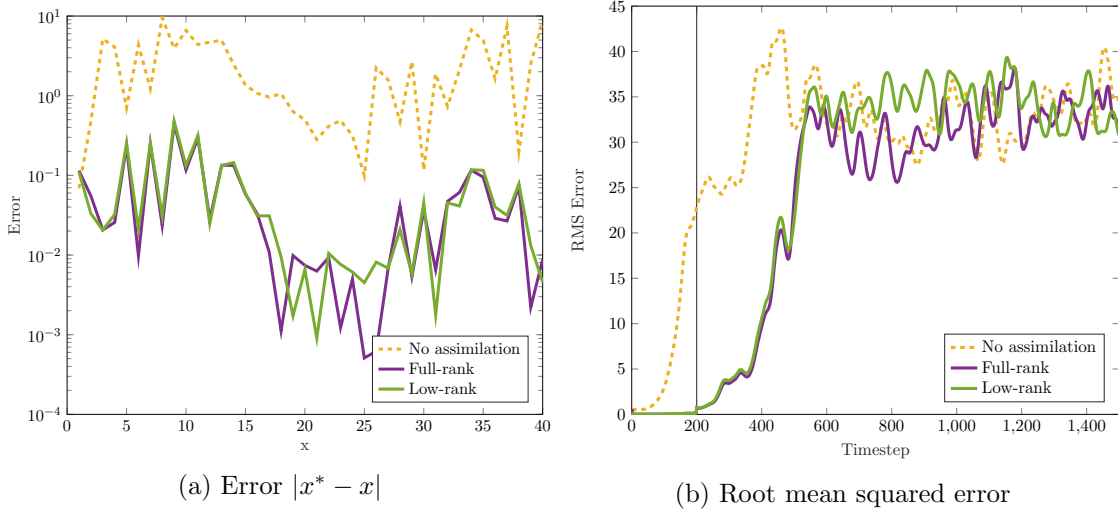 10^1
10^0
10^−1
10^−2
10^−3
10^−4
Error
0 5 10 15 20 25 30 35 40
x
No assimilation
Full-rank
Low-rank
(a) Error |x* − x|
45
40
35
30
25
20
15
10
5
0
RMS Error
0 200 400 600 800 1,000 1,200 1,400
Timestep
No assimilation
Full-rank
Low-rank
(b) Root mean squared error